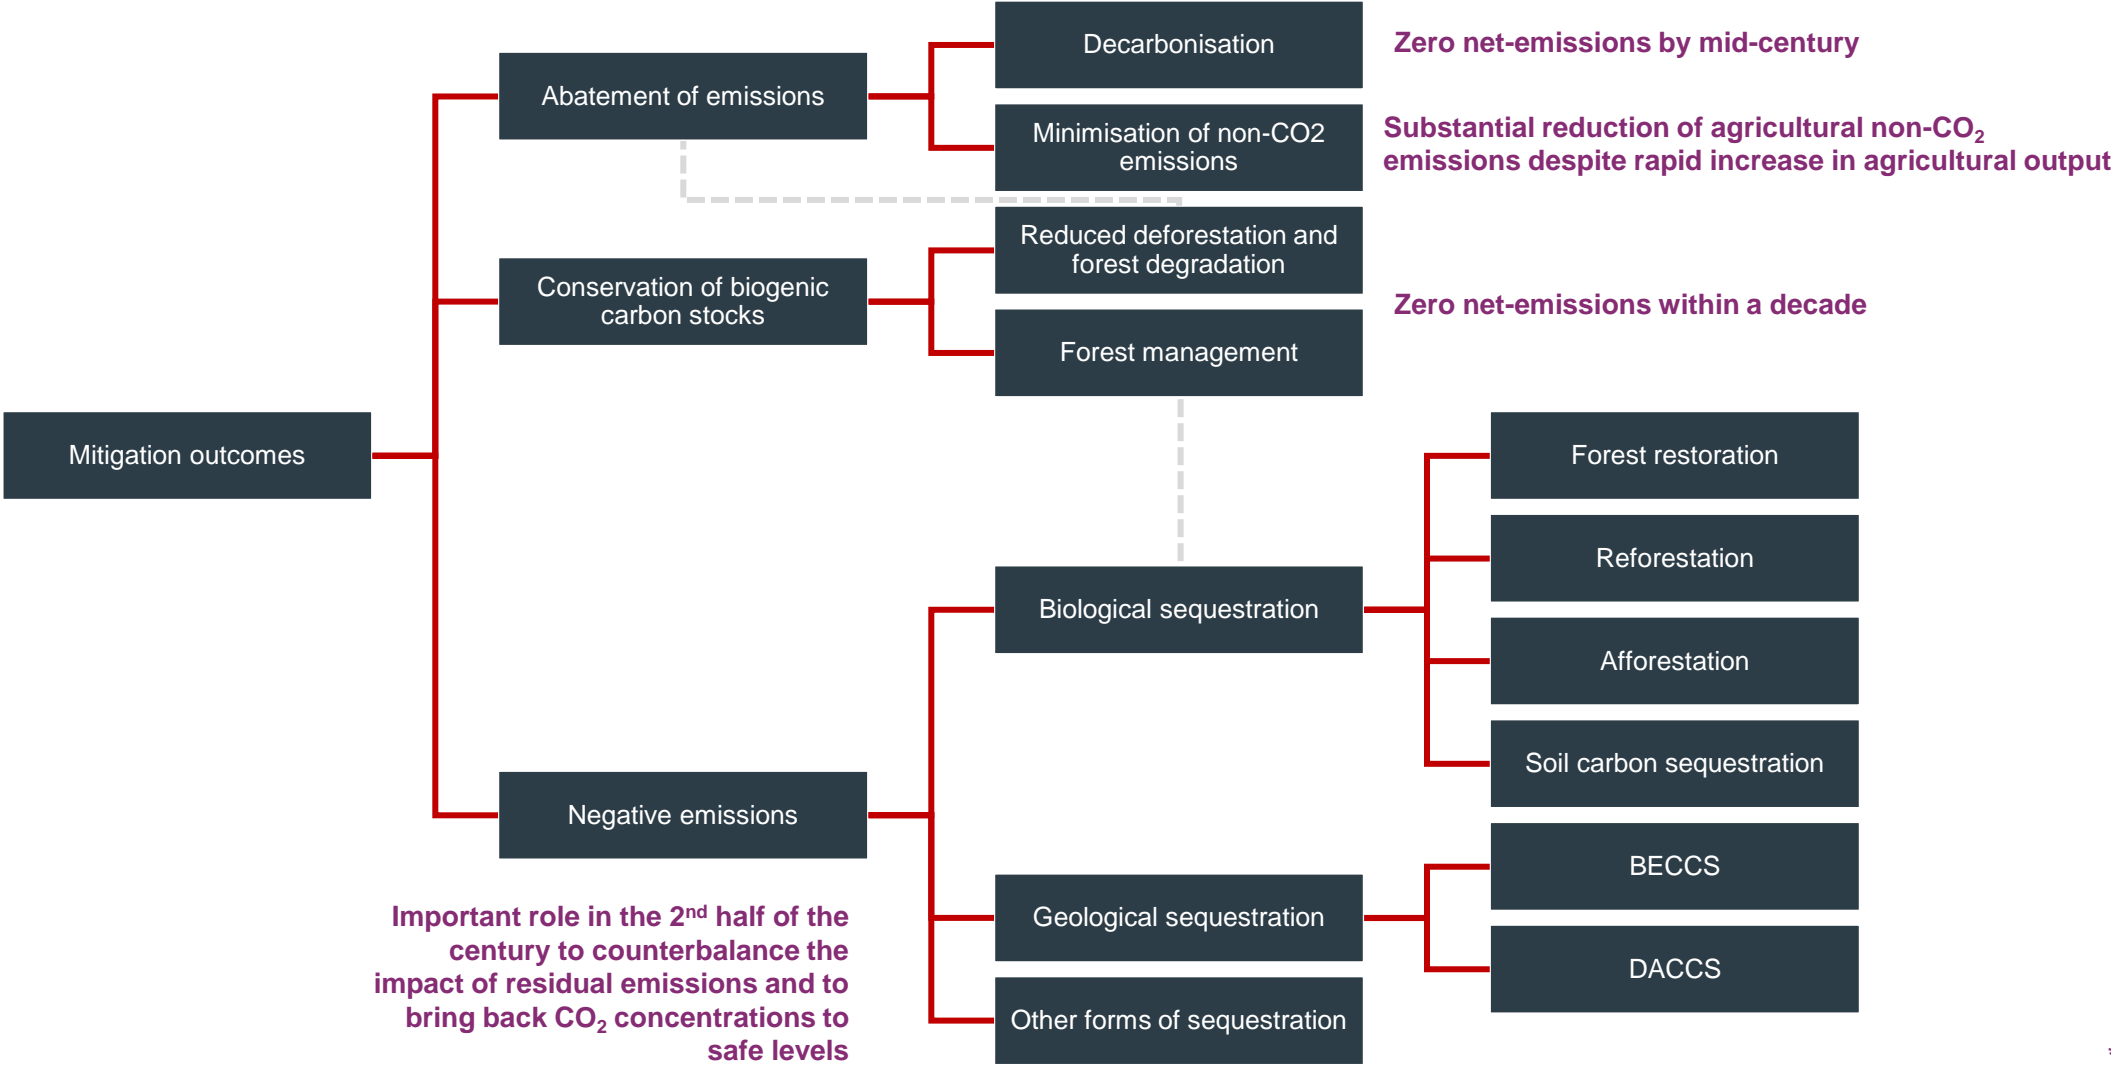 Decarbonisation
Zero net-emissions by mid-century
Abatement of emissions
Minimisation of non-CO2
emissions
Substantial reduction of agricultural non-CO₂
emissions despite rapid increase in agricultural output
Reduced deforestation and
forest degradation
Conservation of biogenic
carbon stocks
Zero net-emissions within a decade
Forest management
Mitigation outcomes
Forest restoration
Reforestation
Biological sequestration
Afforestation
Soil carbon sequestration
Negative emissions
BECCS
Important role in the 2ⁿᵈ half of the
century to counterbalance the
impact of residual emissions and to
bring back CO₂ concentrations to
safe levels
Geological sequestration
DACCS
Other forms of sequestration